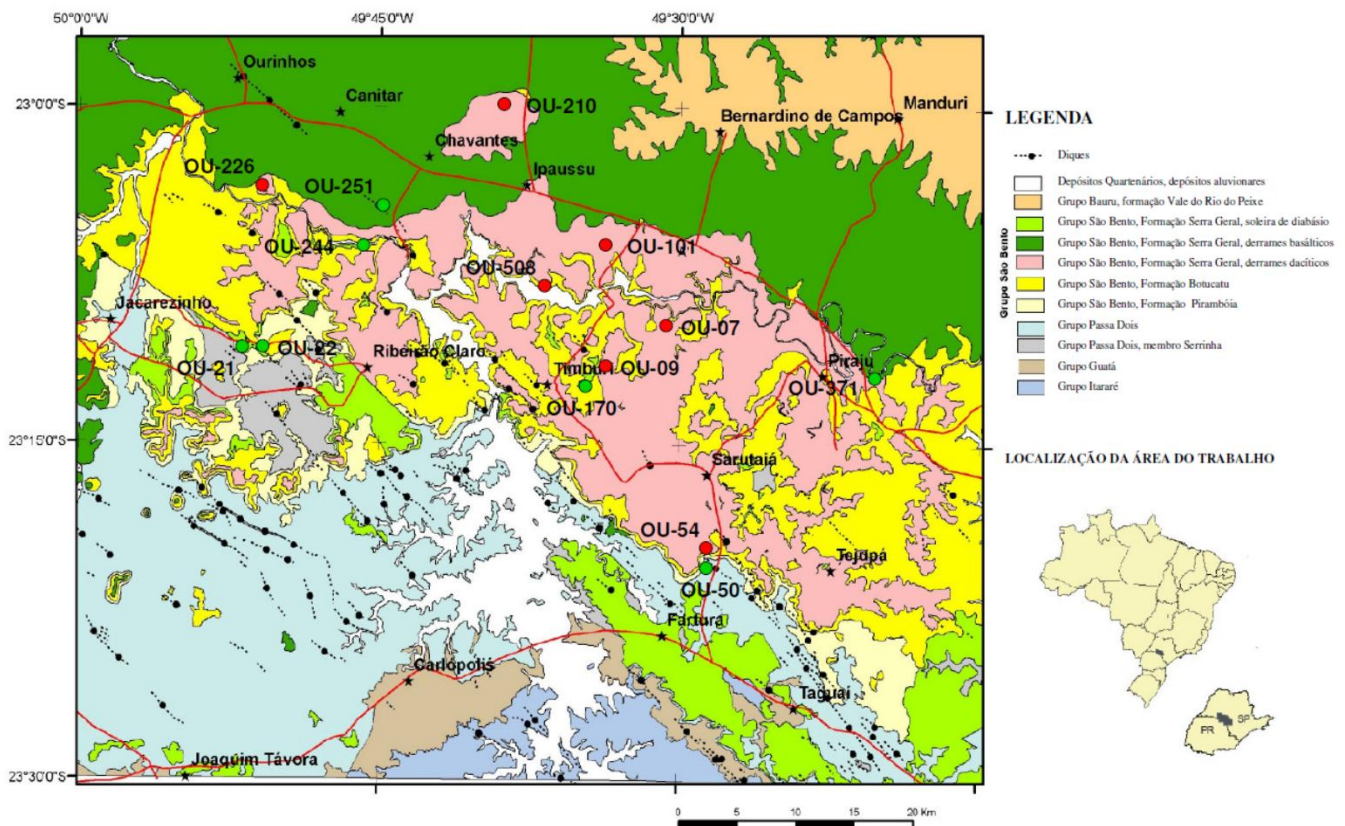 50°0'0"W
49°45'0"W
49°30'0"W
Ourinhos
23°0'0"S
Canitar
OU-210
Manduri
Bernardino de Campos
Chavantes
OU-226
Ipaussu
OU-251
OU-244
OU-101
OU-508
Jacarezinho
OU-07
OU-22
Ribeirão Claro
OU-21
Timburi
OU-09
Piraju
OU-371
OU-170
23°15'0"S
Sarutaiá
OU-54
Tejupá
OU-50
Fartura
Carlópolis
Taguaí
Joaquim Távora
23°30'0"S
0 5 10 15 20 Km
LEGENDA
Diques
Depósitos Quartenários, depósitos aluvionares
Grupo Bauru, formação Vale do Rio do Peixe
Grupo São Bento, Formação Serra Geral, soleira de diabásio
Grupo São Bento, Formação Serra Geral, derrames basálticos
Grupo São Bento, Formação Serra Geral, derrames dacíticos
Grupo São Bento, Formação Botucatu
Grupo São Bento, Formação Pirambóia
Grupo Passa Dois
Grupo Passa Dois, membro Serrinha
Grupo Guatá
Grupo Itararé
Grupo São Bento
LOCALIZAÇÃO DA ÁREA DO TRABALHO
SP
PR